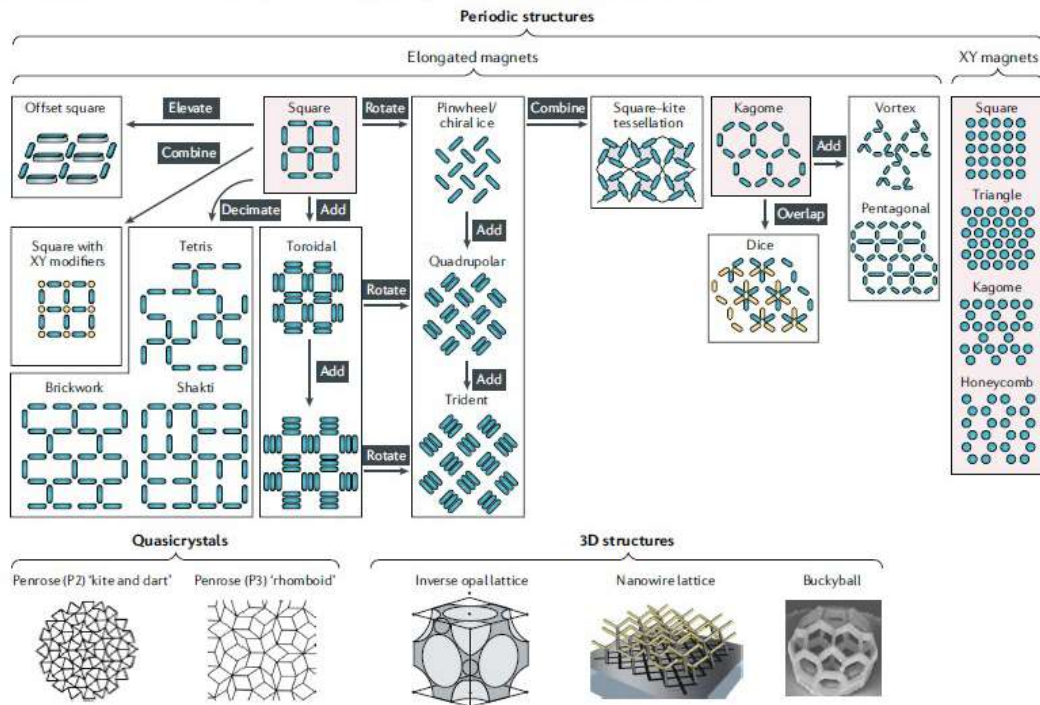 Periodic structures
Elongated magnets
XY magnets
Offset square
Elevate
Square
Rotate
Pinwheel/
chiral ice
Combine
Square–kite
tessellation
Kagome
Add
Vortex
Square
Combine
Decimate
Add
Add
Overlap
Pentagonal
Triangle
Square with
XY modifiers
Tetris
Toroidal
Rotate
Quadrupolar
Dice
Kagome
Add
Add
Brickwork
Shakti
Trident
Honeycomb
Rotate
Quasicrystals
3D structures
Penrose (P2) 'kite and dart'
Penrose (P3) 'rhomboid'
Inverse opal lattice
Nanowire lattice
Buckyball